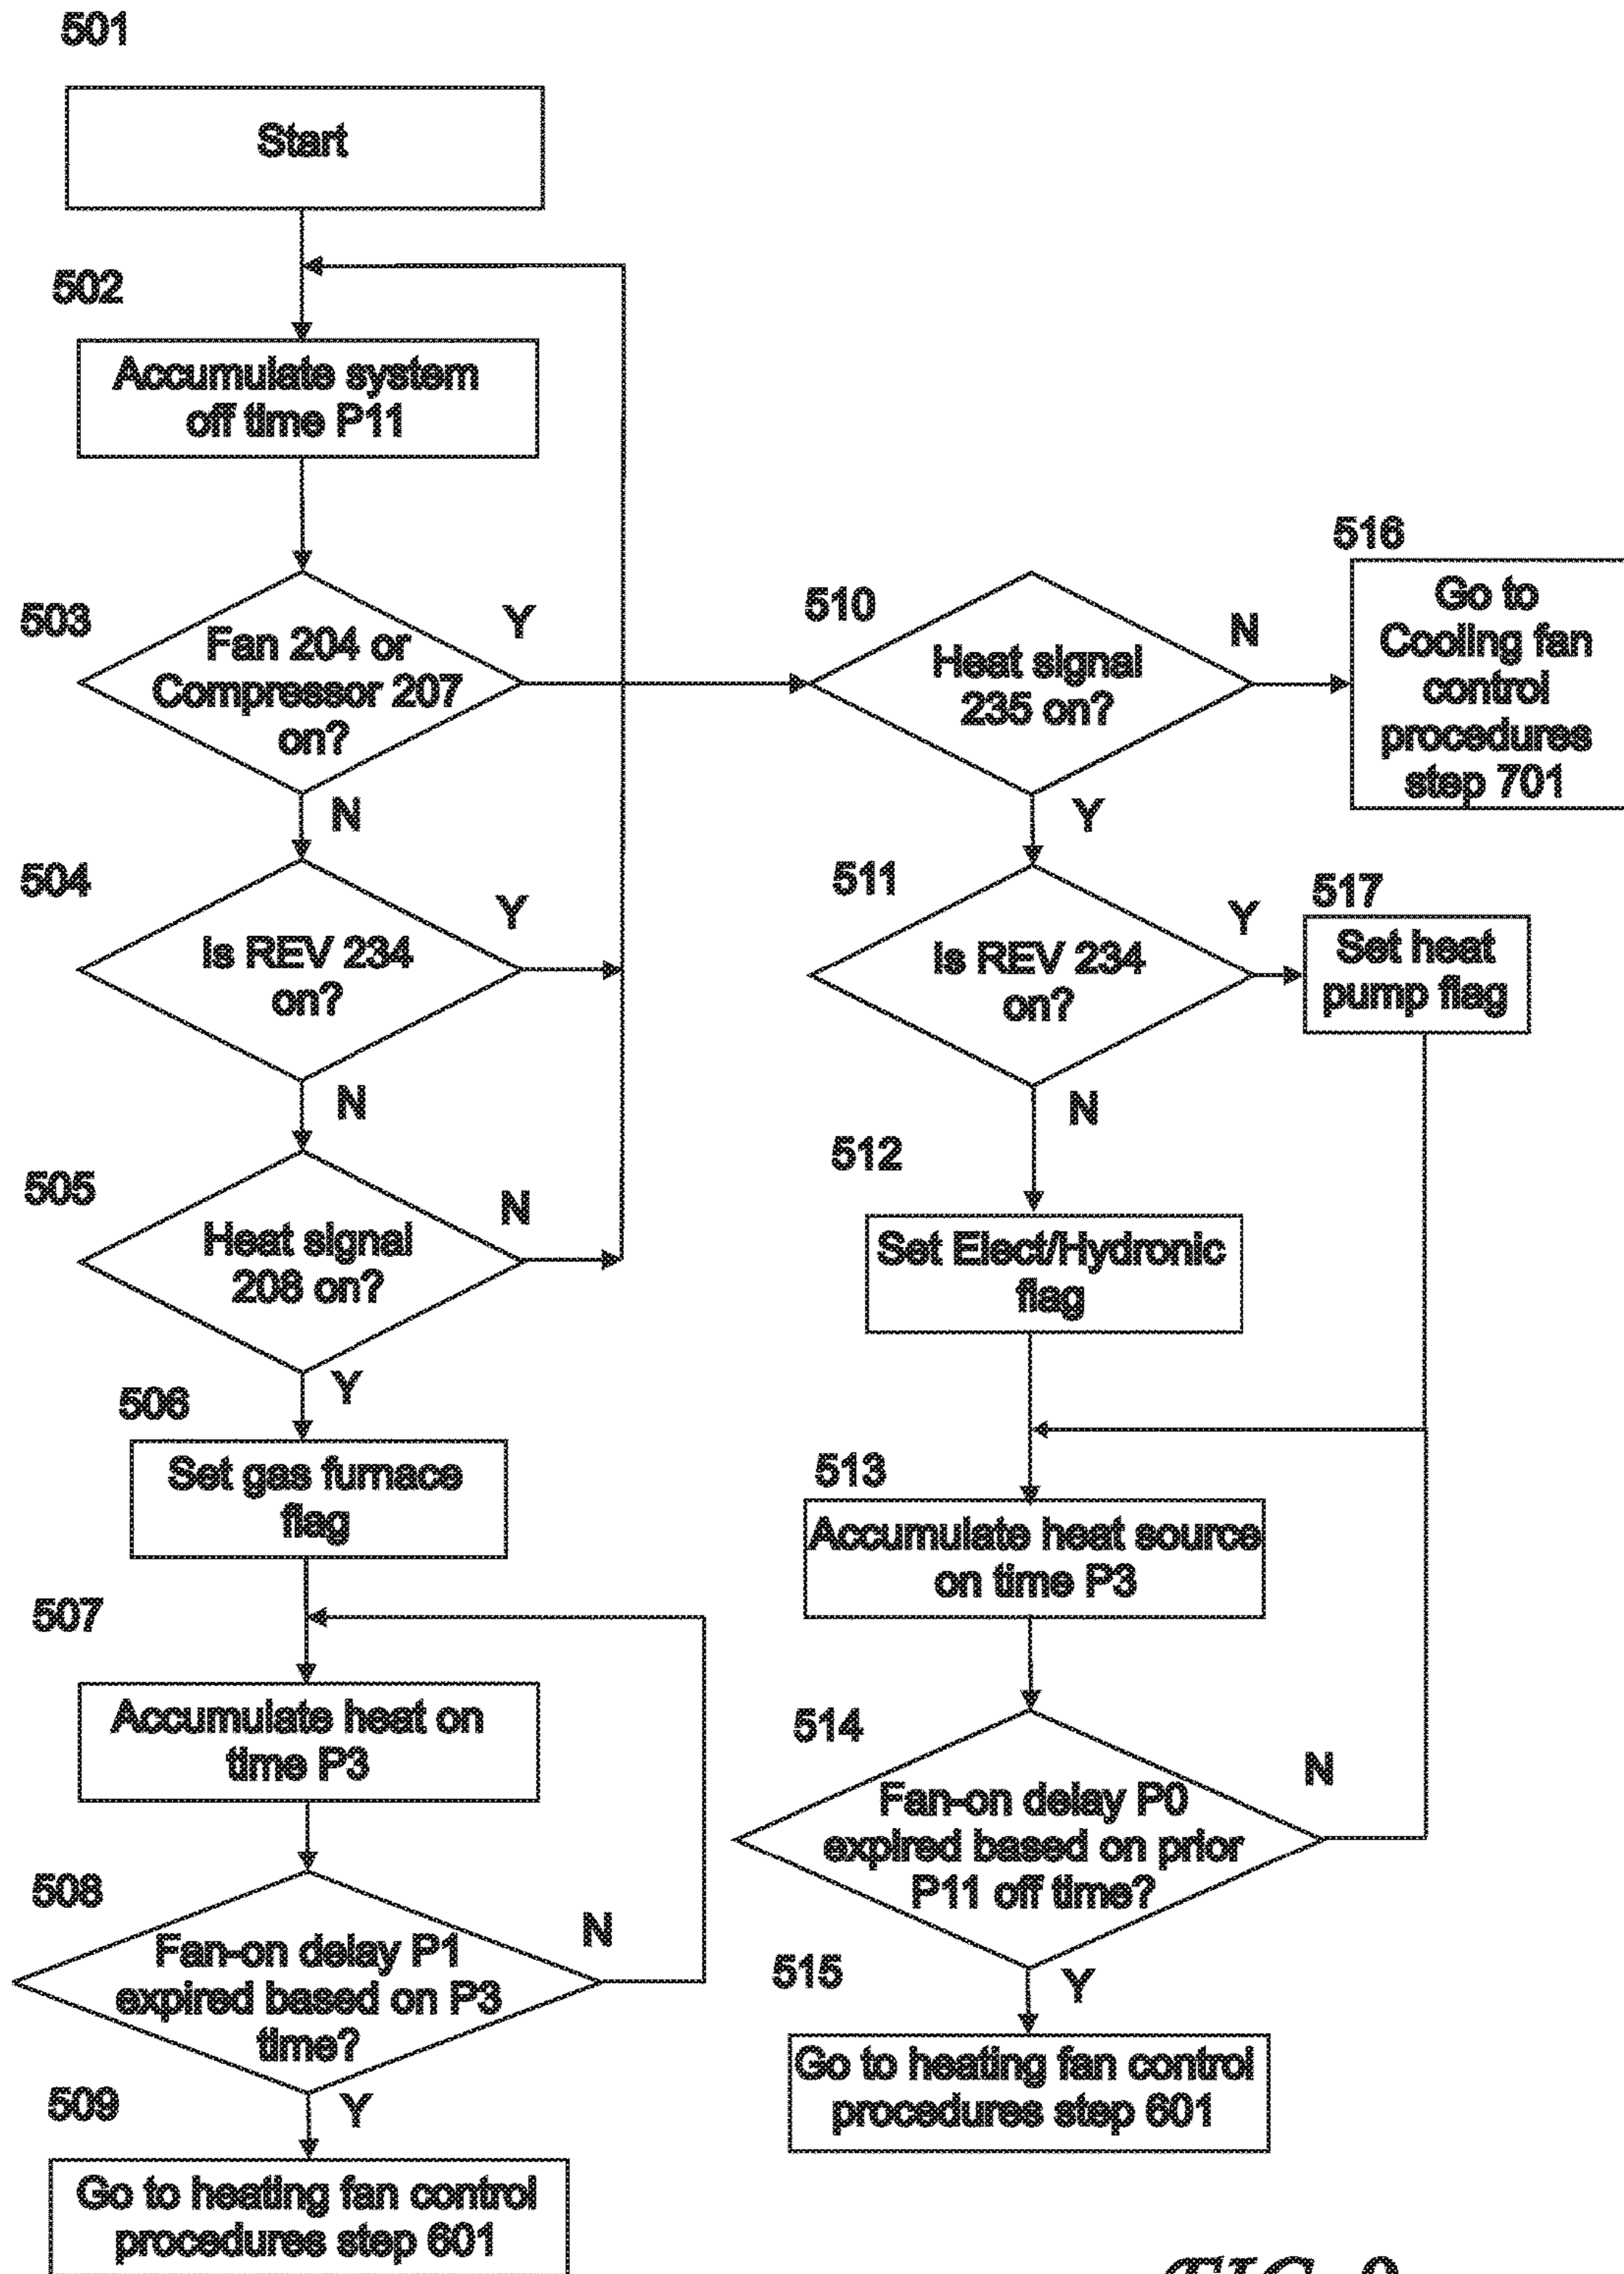 501
Start
502
Accumulate system
off time P11
503
Fan 204 or
Compressor 207
on?
Y
N
504
Is REV 234
on?
Y
N
505
Heat signal
208 on?
N
Y
506
Set gas furnace
flag
507
Accumulate heat on
time P3
508
Fan-on delay P1
expired based on P3
time?
N
Y
509
Go to heating fan control
procedures step 601
510
Heat signal
235 on?
N
Y
516
Go to
Cooling fan
control
procedures
step 701
511
Is REV 234
on?
Y
N
517
Set heat
pump flag
512
Set Elect/Hydronic
flag
513
Accumulate heat source
on time P3
514
Fan-on delay P0
expired based on prior
P11 off time?
N
Y
515
Go to heating fan control
procedures step 601